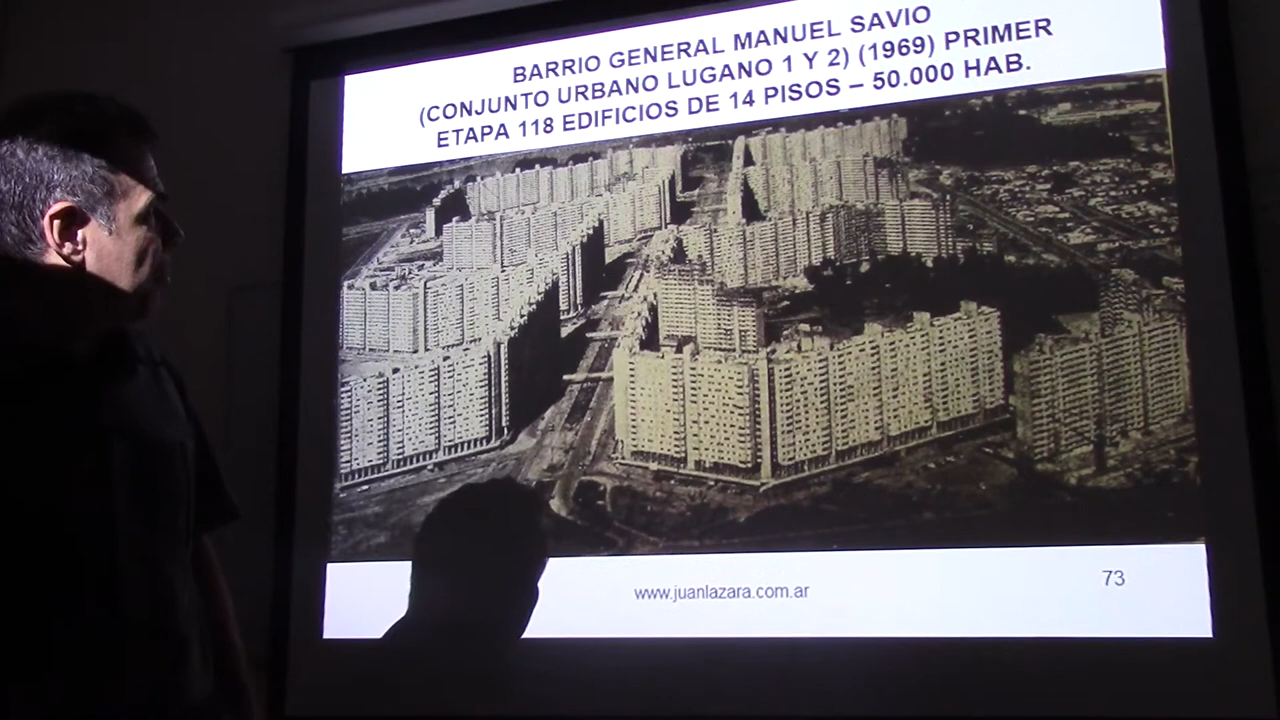 BARRIO GENERAL MANUEL SAVIO
(CONJUNTO URBANO LUGANO 1 Y 2) (1969) PRIMER
ETAPA 118 EDIFICIOS DE 14 PISOS – 50.000 HAB.
www.juanlazara.com.ar
73